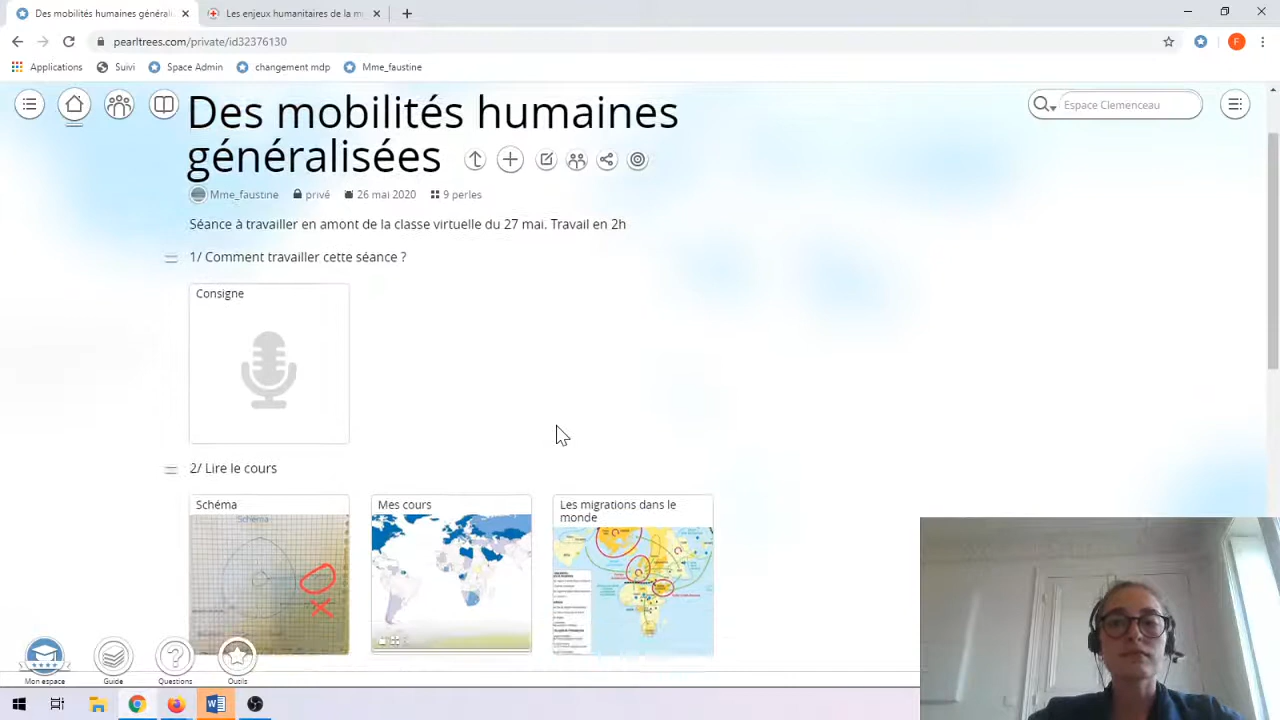 Des mobilités humaines générali
Les enjeux humanitaires de la m
pearltrees.com/private/id32376130
F
Applications
Suivi
Space Admin
changement mdp
Mme_faustine
Des mobilités humaines
généralisées
Espace Clemenceau
Mme_faustine
privé
26 mai 2020
9 perles
Séance à travailler en amont de la classe virtuelle du 27 mai. Travail en 2h
1/ Comment travailler cette séance ?
Consigne
2/ Lire le cours
Schéma
Mes cours
Les migrations dans le
monde
Schéma
Mon espace
Guide
Questions
Outils